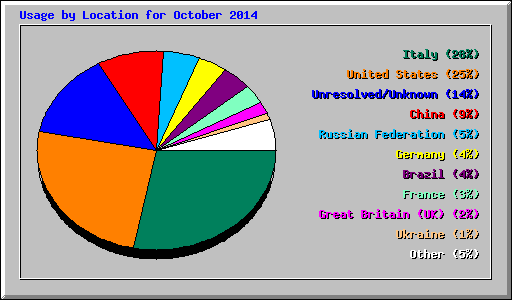 Usage by Location for October 2014
Italy (28%)
United States (25%)
Unresolved/Unknown (14%)
China (9%)
Russian Federation (5%)
Germany (4%)
Brazil (4%)
France (3%)
Great Britain (UK) (2%)
Ukraine (1%)
Other (5%)